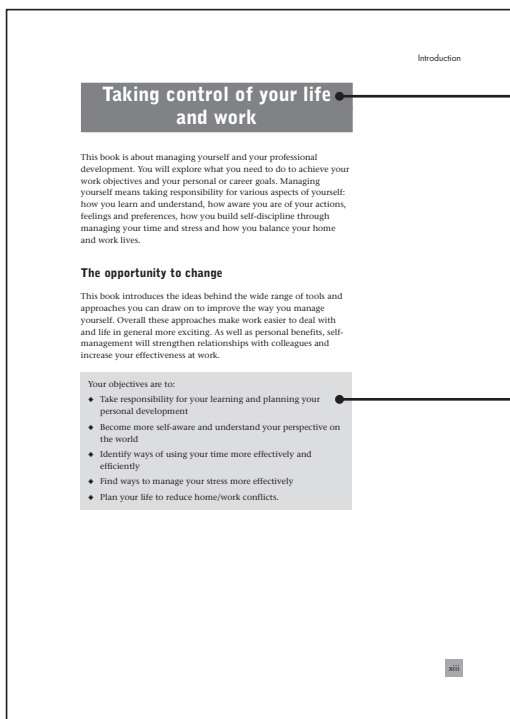 Introduction
Taking control of your life
and work
This book is about managing yourself and your professional
development. You will explore what you need to do to achieve your
work objectives and your personal or career goals. Managing
yourself means taking responsibility for various aspects of yourself:
how you learn and understand, how aware you are of your actions,
feelings and preferences, how you build self-discipline through
managing your time and stress and how you balance your home
and work lives.
The opportunity to change
This book introduces the ideas behind the wide range of tools and
approaches you can draw on to improve the way you manage
yourself. Overall these approaches make work easier to deal with
and life in general more exciting. As well as personal benefits, self-
management will strengthen relationships with colleagues and
increase your effectiveness at work.
Your objectives are to:
◆ Take responsibility for your learning and planning your
personal development
◆ Become more self-aware and understand your perspective on
the world
◆ Identify ways of using your time more effectively and
efficiently
◆ Find ways to manage your stress more effectively
◆ Plan your life to reduce home/work conflicts.
xiii